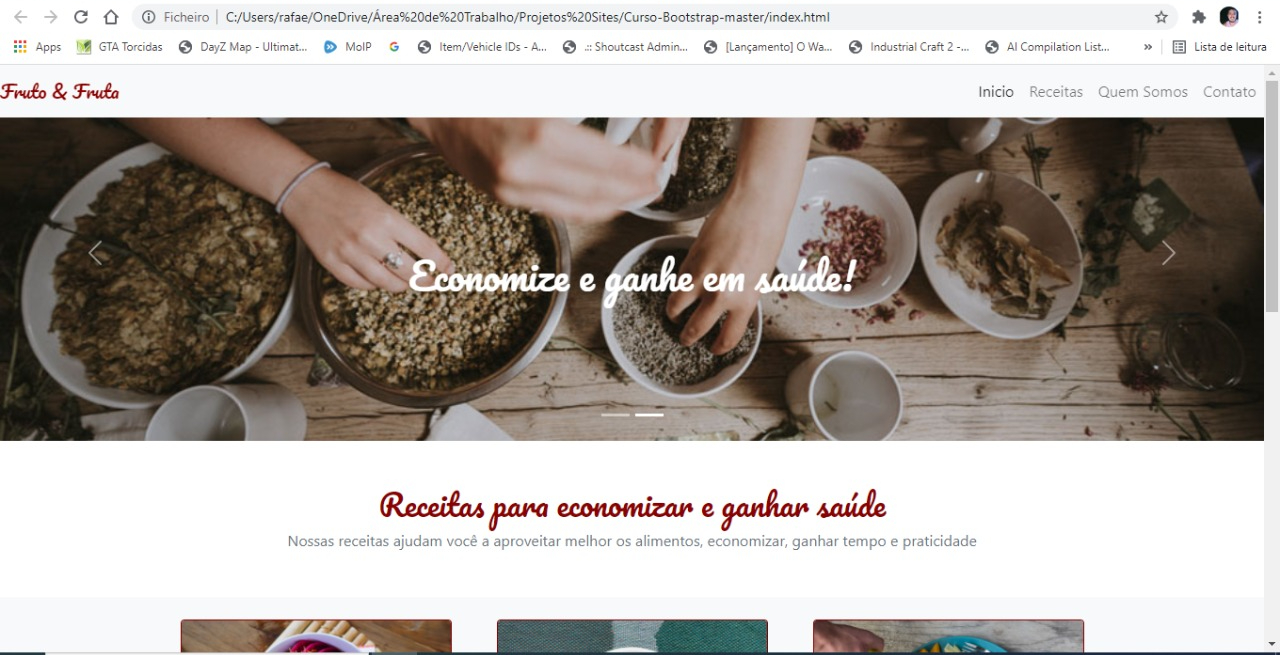 Ficheiro | C:/Users/rafae/OneDrive/Área%20de%20Trabalho/Projetos%20Sites/Curso-Bootstrap-master/index.html
Apps GTA Torcidas DayZ Map - Ultimat... MoIP Item/Vehicle IDs - A... .:: Shoutcast Admin... [Lançamento] O Wa... Industrial Craft 2 -... AI Compilation List... » Lista de leitura
Fruto & Fruta Inicio Receitas Quem Somos Contato
Economize e ganhe em saúde!
Receitas para economizar e ganhar saúde
Nossas receitas ajudam você a aproveitar melhor os alimentos, economizar, ganhar tempo e praticidade